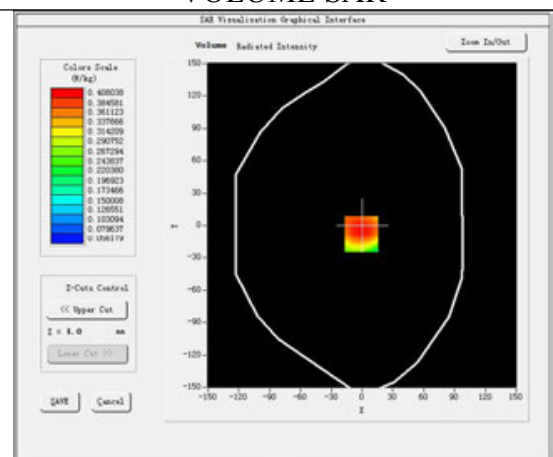 VOLUME SAR
SAR Visualisation Graphical Interface
Volume Radiated Intensity
Zoom In/Out
Colors Scale
(W/kg)
0.408038
0.384581
0.361123
0.337666
0.314209
0.290752
0.267294
0.243837
0.220380
0.196923
0.173466
0.150008
0.126551
0.103094
0.079637
0.056179
Z-Cuts Control
<< Upper Cut
Z = 4.0 mm
Lower Cut >>
SAVE
Cancel
150
120
90
60
30
0
-30
-60
-90
-120
-150
Y
-150 -120 -90 -60 -30 0 30 60 90 120 150
X